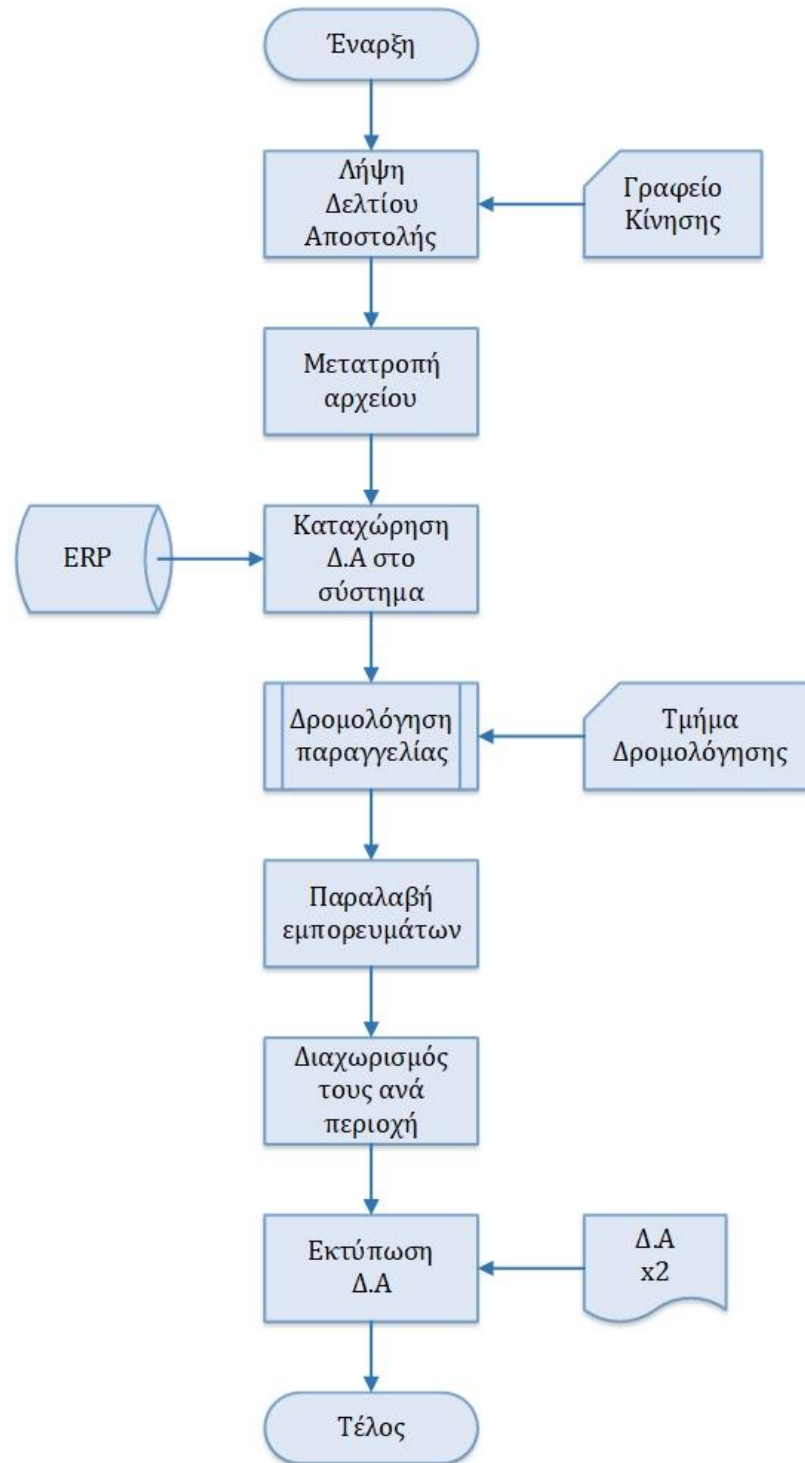 Έναρξη
Λήψη
Δελτίου
Αποστολής
Γραφείο
Κίνησης
Μετατροπή
αρχείου
ERP
Καταχώρηση
Δ.Α στο
σύστημα
Δρομολόγηση
παραγγελίας
Τμήμα
Δρομολόγησης
Παραλαβή
εμπορευμάτων
Διαχωρισμός
τους ανά
περιοχή
Εκτύπωση
Δ.Α
Δ.Α
x2
Τέλος